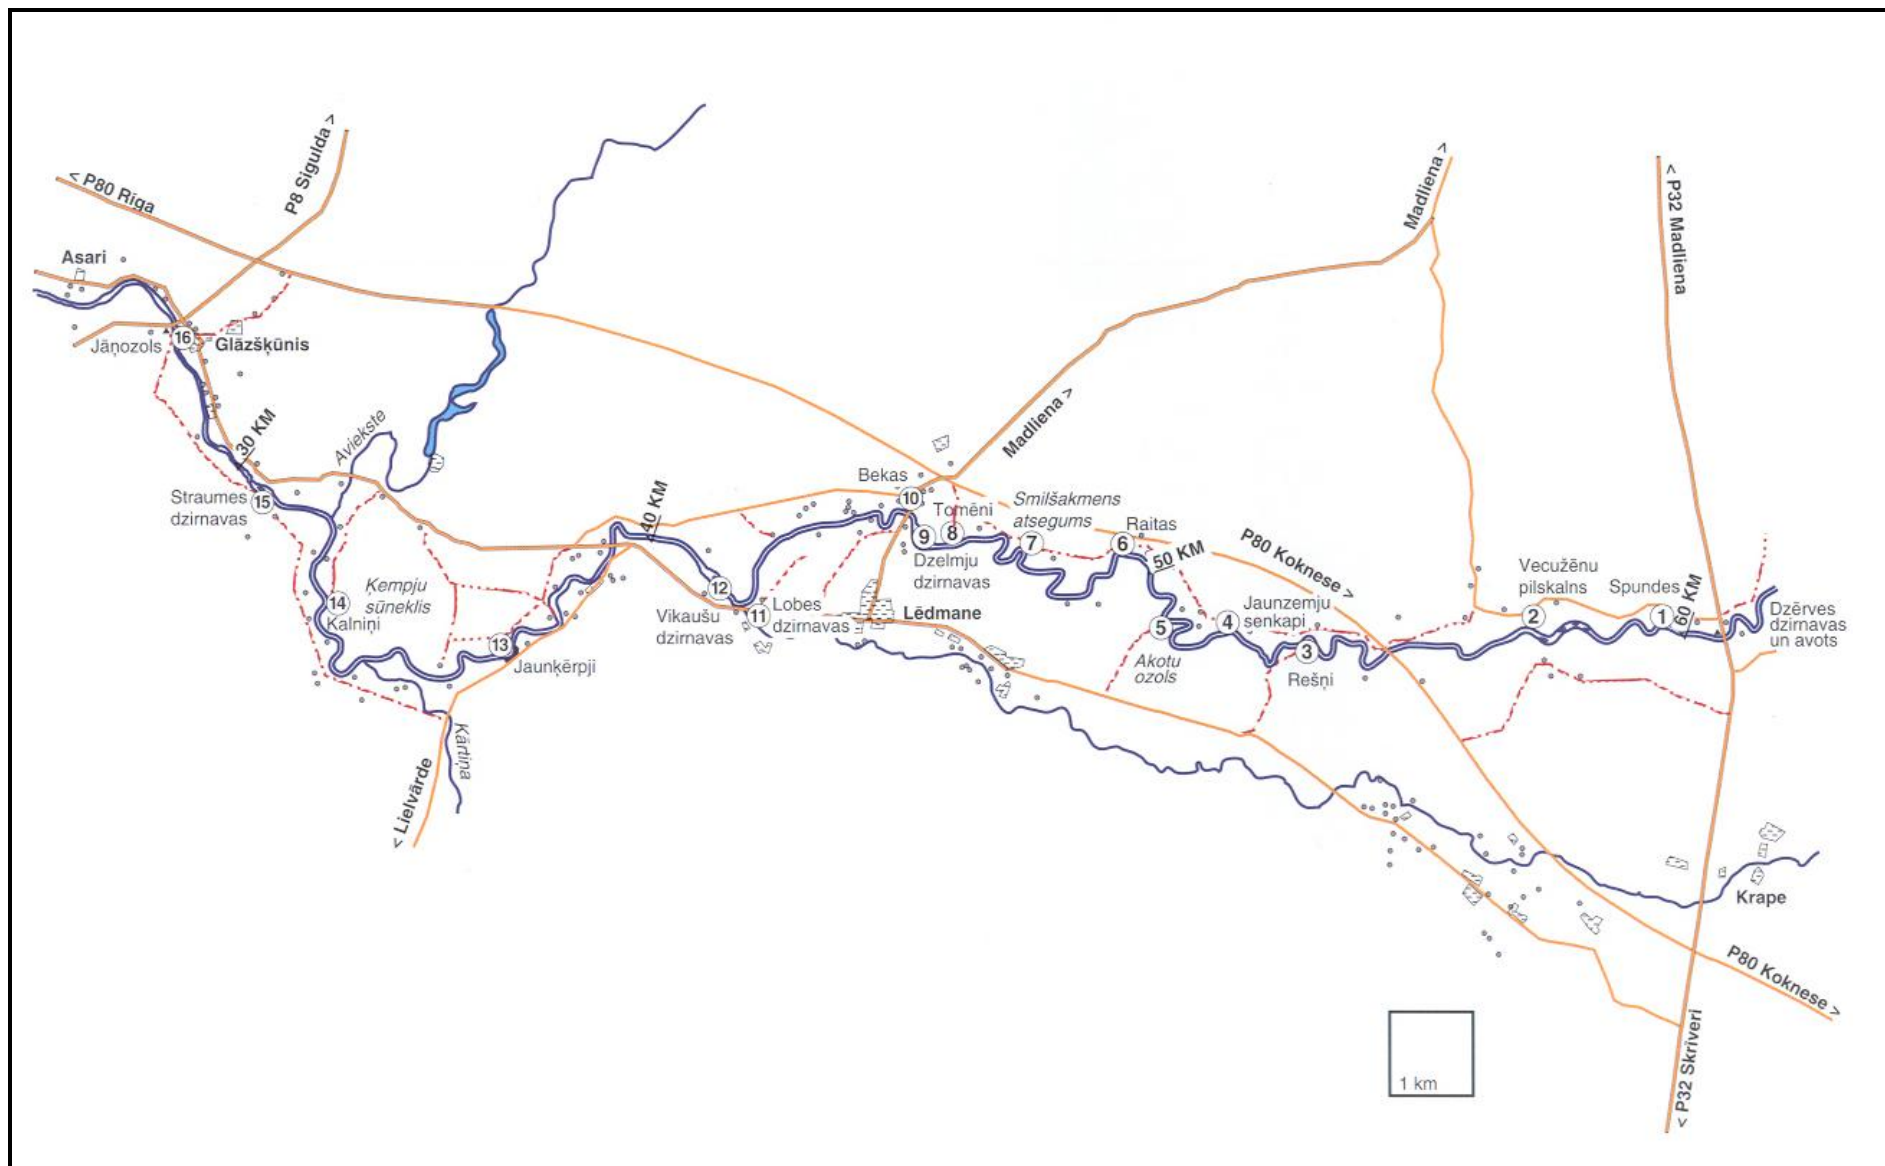 < P80 Rīga
P8 Sigulda >
Asari
Jāņozols
16
Glāzšķūnis
30 KM
Aviekste
Straumes
dzirnavas
15
14
Kalniņi
Ķempju
sūneklis
13
Jaunķērpji
Kārtiņa
< Lielvārde
40 KM
12
Vikaušu
dzirnavas
11
Lobes
dzirnavas
Bekas
10
Tomēni
9
8
Dzelmju
dzirnavas
Lēdmane
Madliena >
Smilšakmens
atsegums
7
Raitas
6
50 KM
P80 Koknese >
5
Akotu
ozols
4
Jaunzemju
senkapi
3
Rešņi
Madliena >
< P32 Madliena
Vecužēnu
pilskalns
2
Spundes
1
60 KM
Dzērves
dzirnavas
un avots
Krape
P80 Koknese >
< P32 Skrīveri
1 km